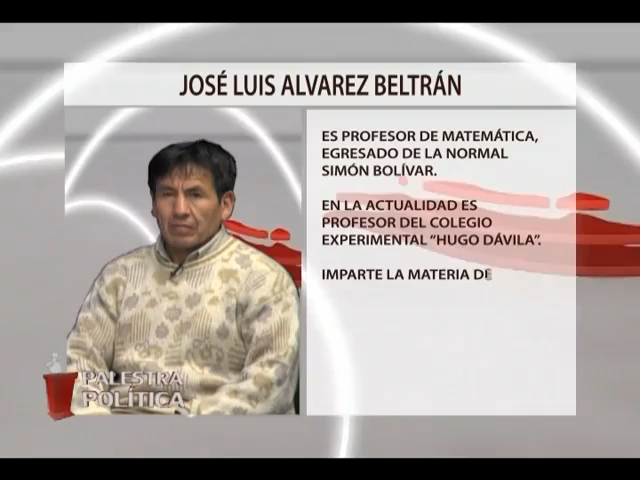 JOSÉ LUIS ALVAREZ BELTRÁN
ES PROFESOR DE MATEMÁTICA,
EGRESADO DE LA NORMAL
SIMÓN BOLÍVAR.
EN LA ACTUALIDAD ES
PROFESOR DEL COLEGIO
EXPERIMENTAL “HUGO DÁVILA”.
IMPARTE LA MATERIA DE
PALESTRA
POLÍTICA